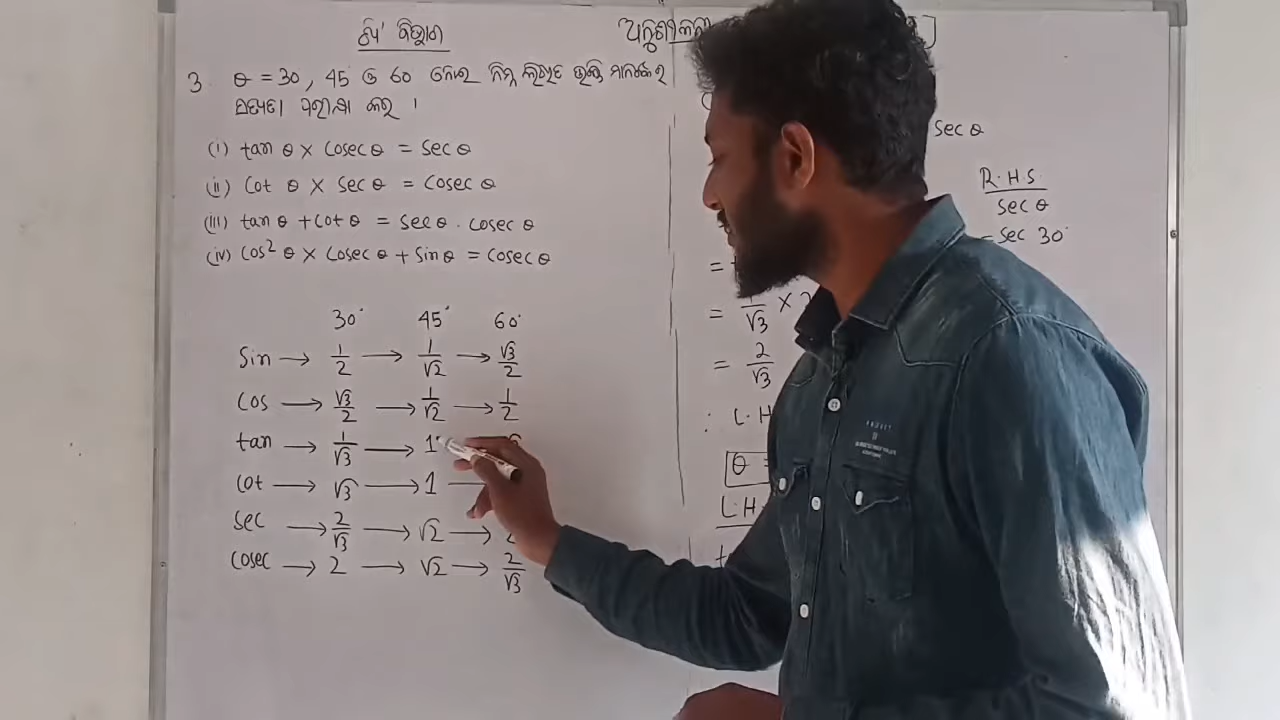 'ଖ' ବିଭାଗ
3. θ = 30, 45 ଓ 60 ନେଇ ନିମ୍ନ ଲିଖିତ ଉକ୍ତି ମାନଙ୍କର
ସତ୍ୟତା ପରୀକ୍ଷା କର ।
(i) tan θ × cosec θ = sec θ
(ii) cot θ × sec θ = cosec θ
(iii) tan θ + cot θ = sec θ . cosec θ
(iv) cos² θ × cosec θ + sin θ = cosec θ
30° 45° 60°
Sin → 1/2 → 1/√2 → √3/2
cos → √3/2 → 1/√2 → 1/2
tan → 1/√3 → 1
cot → √3 → 1 →
sec → 2/√3 → √2 → 2
cosec → 2 → √2 → 2/√3
sec θ
R.H.S.
sec θ
= sec 30°
=
= 1/√3 × 2
= 2/√3
∴ L.H
θ =
L.H